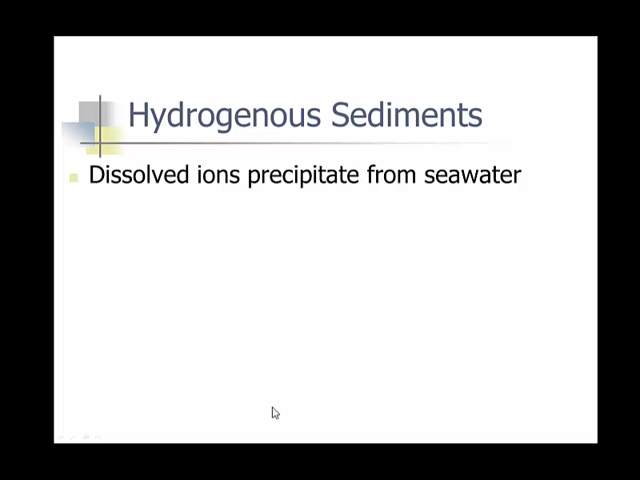 Hydrogenous Sediments
Dissolved ions precipitate from seawater